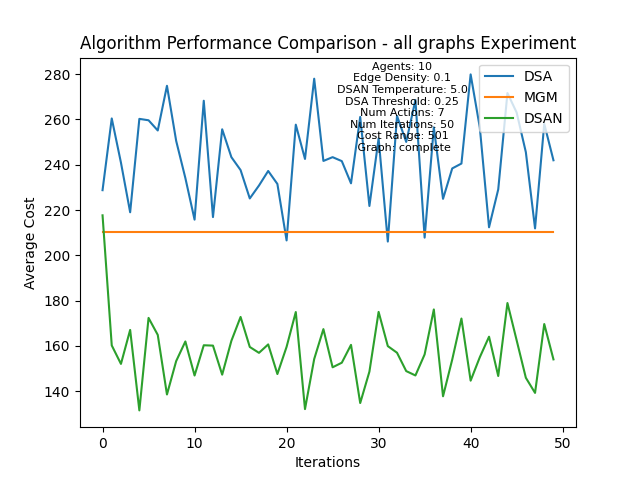 Algorithm Performance Comparison - all graphs Experiment
Agents: 10
Edge Density: 0.1
DSAN Temperature: 5.0
DSA Threshold: 0.25
Num Actions: 7
Num Iterations: 50
Cost Range: 501
Graph: complete
DSA
MGM
DSAN
Average Cost
280
260
240
220
200
180
160
140
0
10
20
30
40
50
Iterations